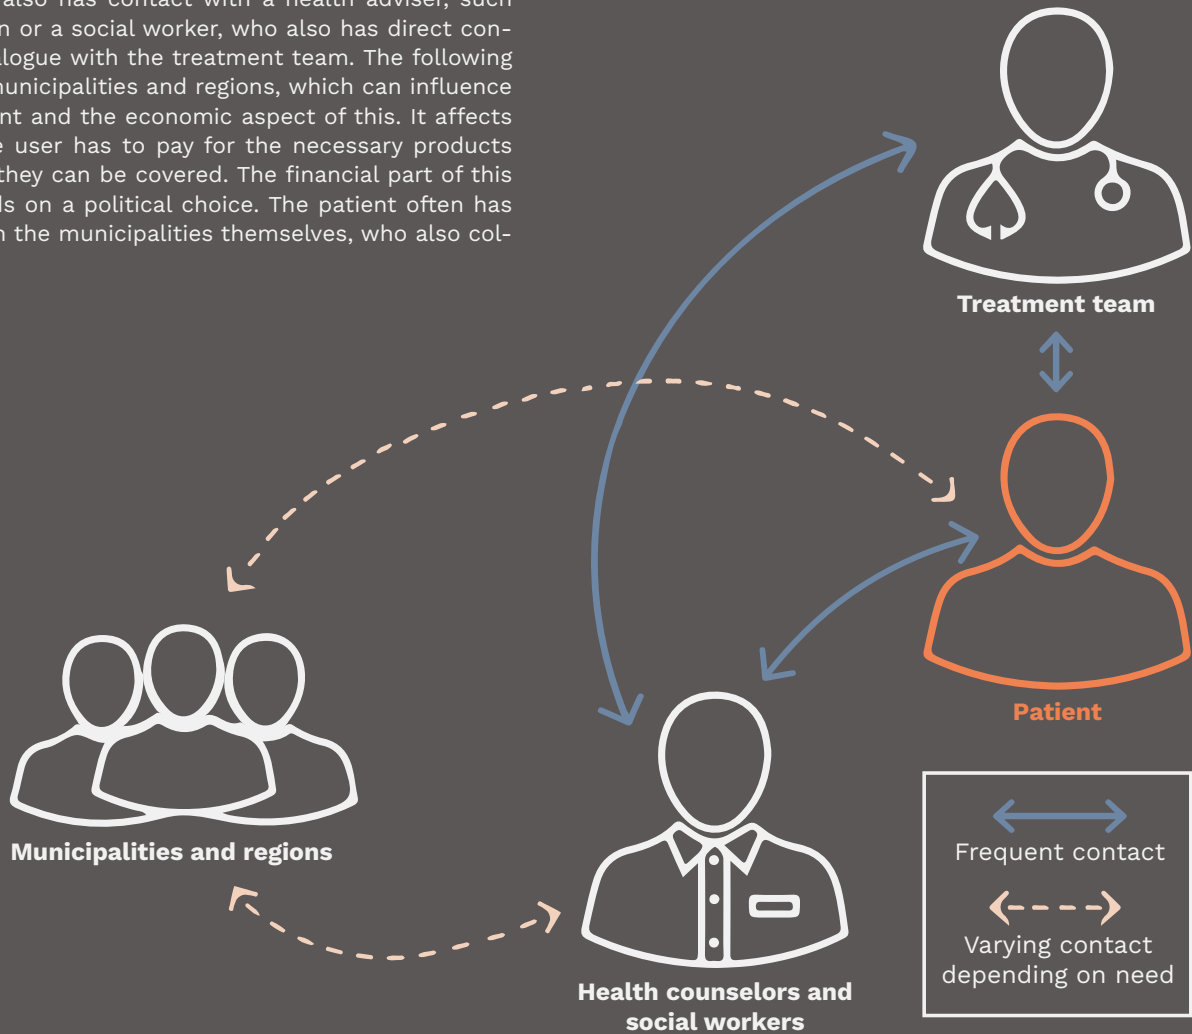 also has contact with a health adviser, such
n or a social worker, who also has direct con-
alogue with the treatment team. The following
municipalities and regions, which can influence
nt and the economic aspect of this. It affects
e user has to pay for the necessary products
they can be covered. The financial part of this
ds on a political choice. The patient often has
n the municipalities themselves, who also col-
Treatment team
Patient
Municipalities and regions
Frequent contact
Varying contact
depending on need
Health counselors and
social workers